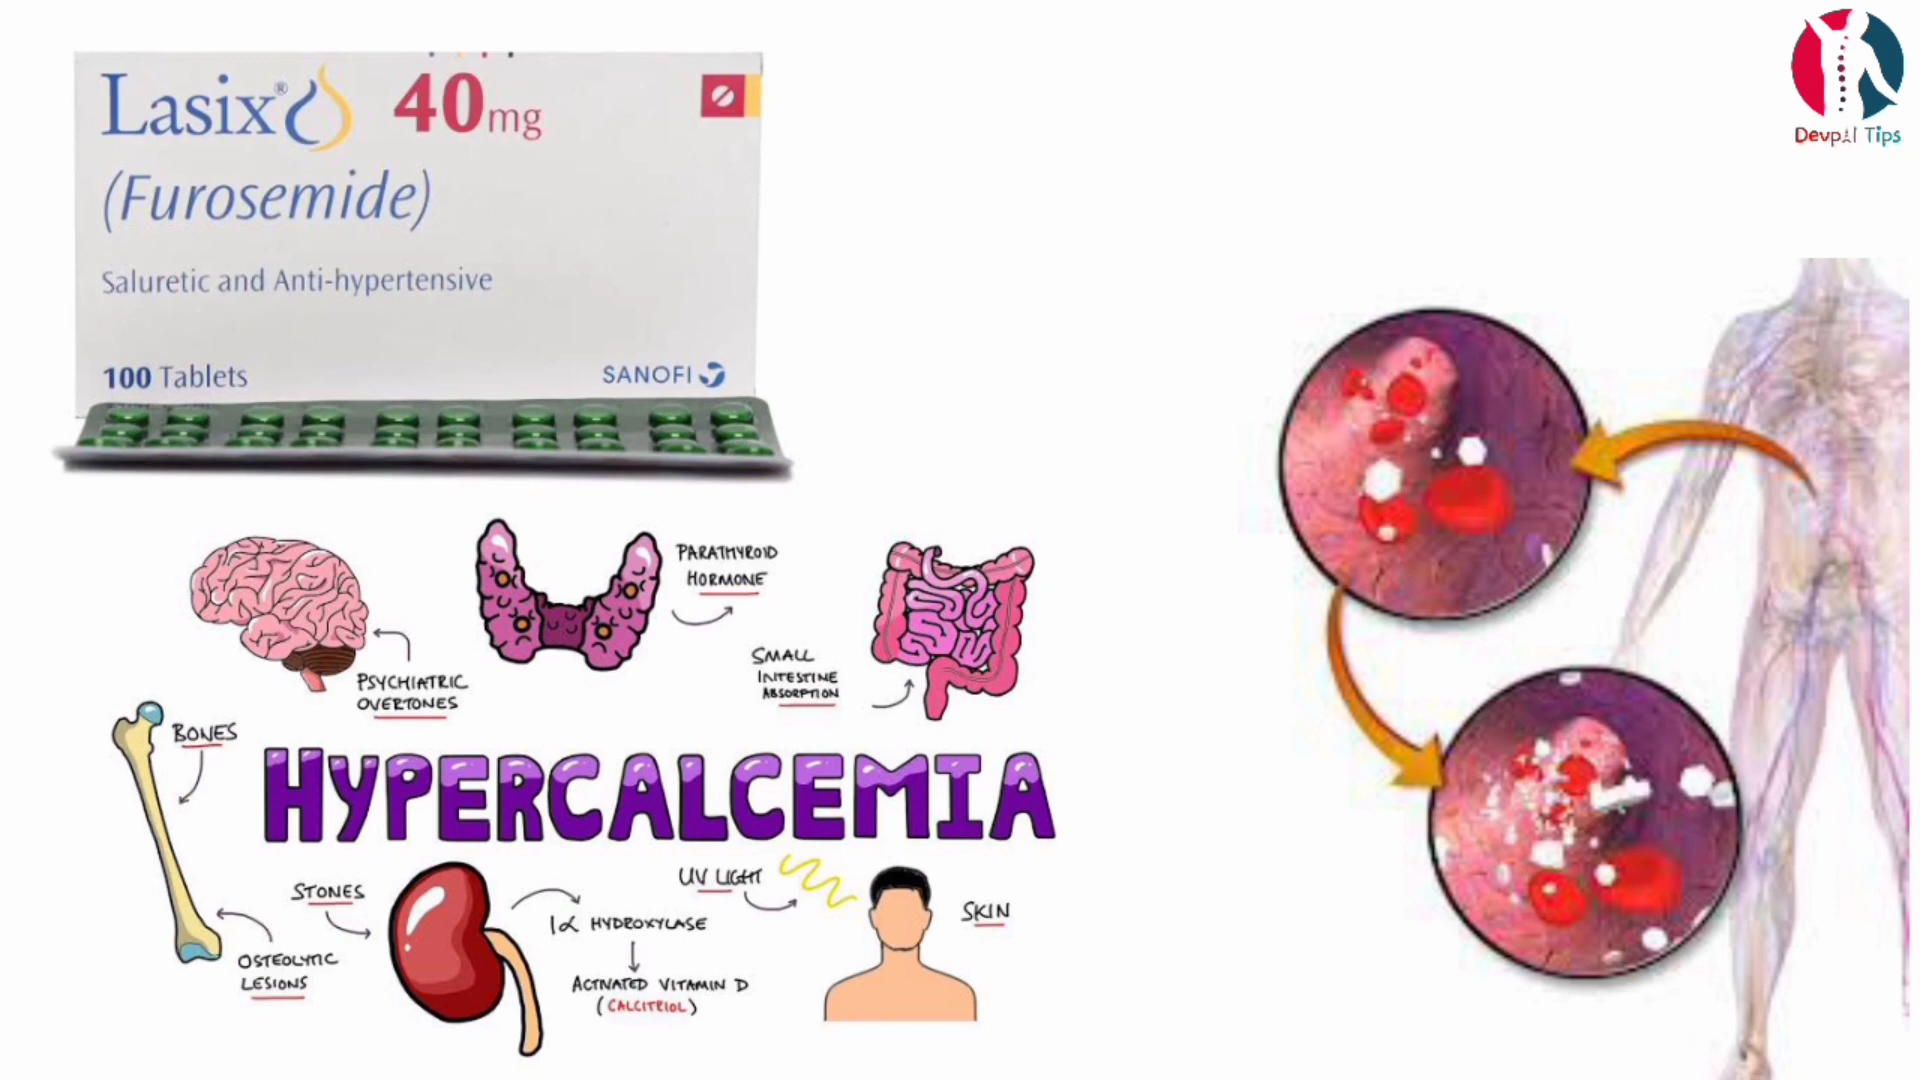 Lasix® 40mg
(Furosemide)
Saluretic and Anti-hypertensive
100 Tablets
SANOFI
Devpal Tips
PARATHYROID
HORMONE
SMALL
INTESTINE
ABSORPTION
PSYCHIATRIC
OVERTONES
BONES
HYPERCALCEMIA
STONES
UV LIGHT
1α HYDROXYLASE
SKIN
OSTEOLYTIC
LESIONS
ACTIVATED VITAMIN D
(CALCITRIOL)